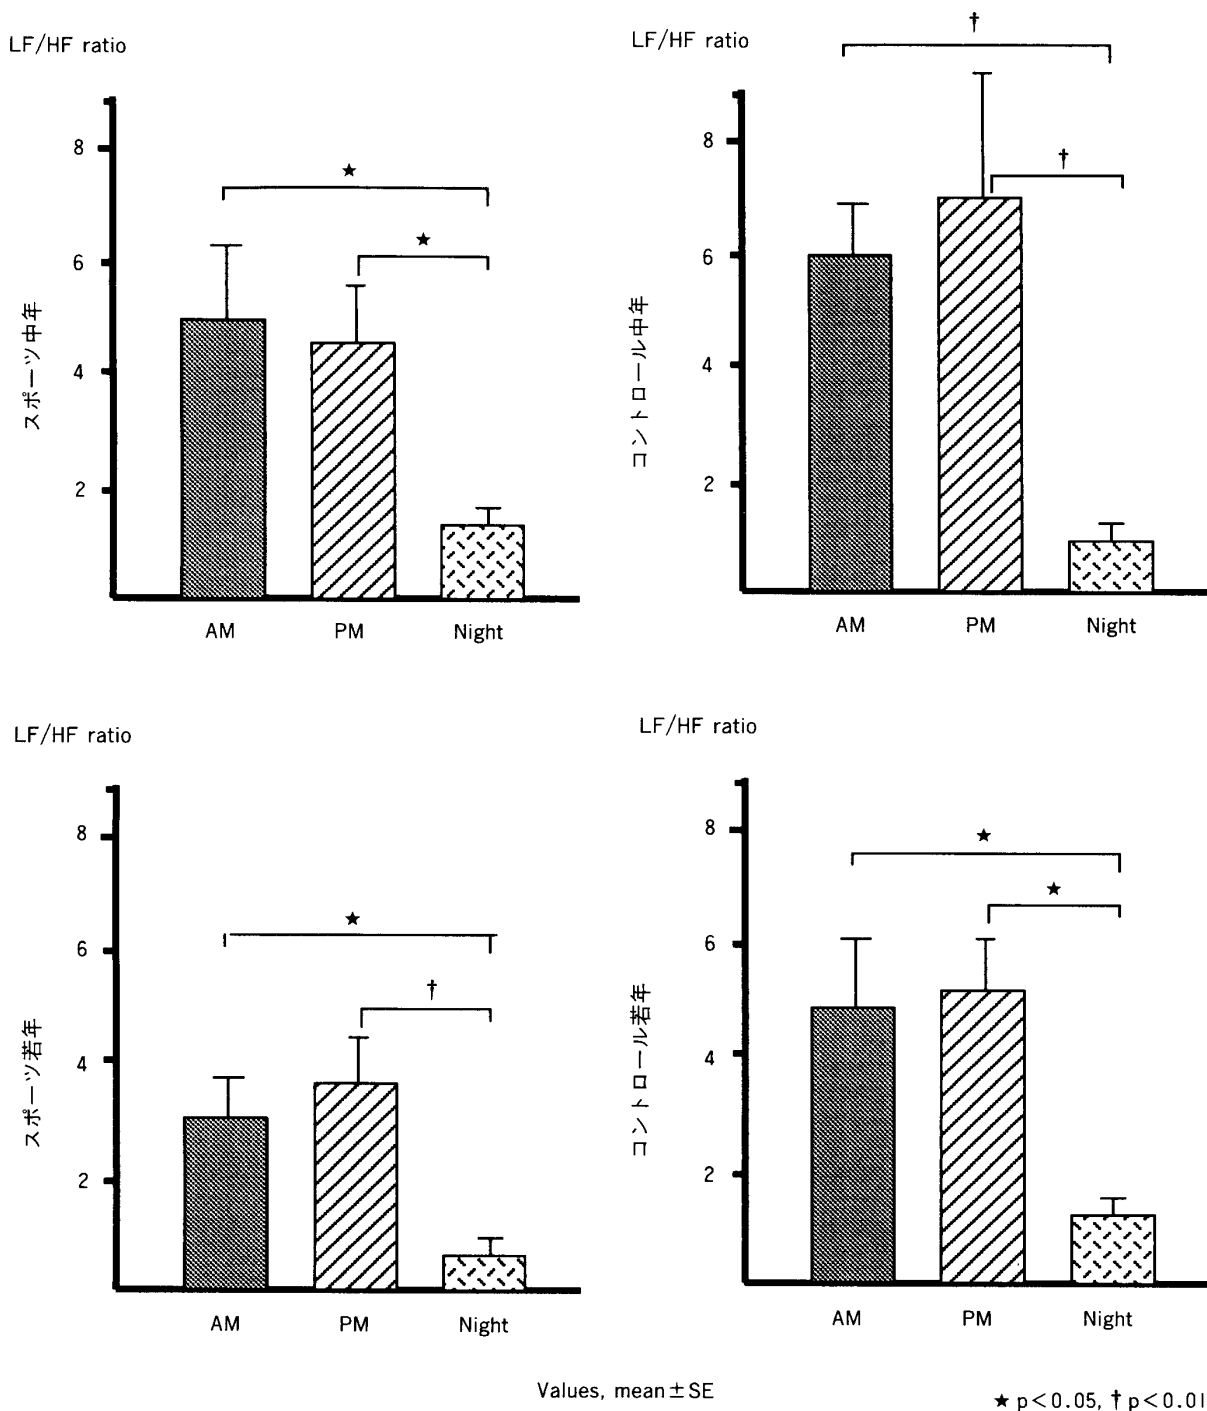 LF/HF ratio
8
6
4
2
スポーツ中年
★
★
AM PM Night
LF/HF ratio
8
6
4
2
コントロール中年
†
†
AM PM Night
LF/HF ratio
8
6
4
2
スポーツ若年
★
†
AM PM Night
LF/HF ratio
8
6
4
2
コントロール若年
★
★
AM PM Night
Values, mean±SE
★ p<0.05, † p<0.01